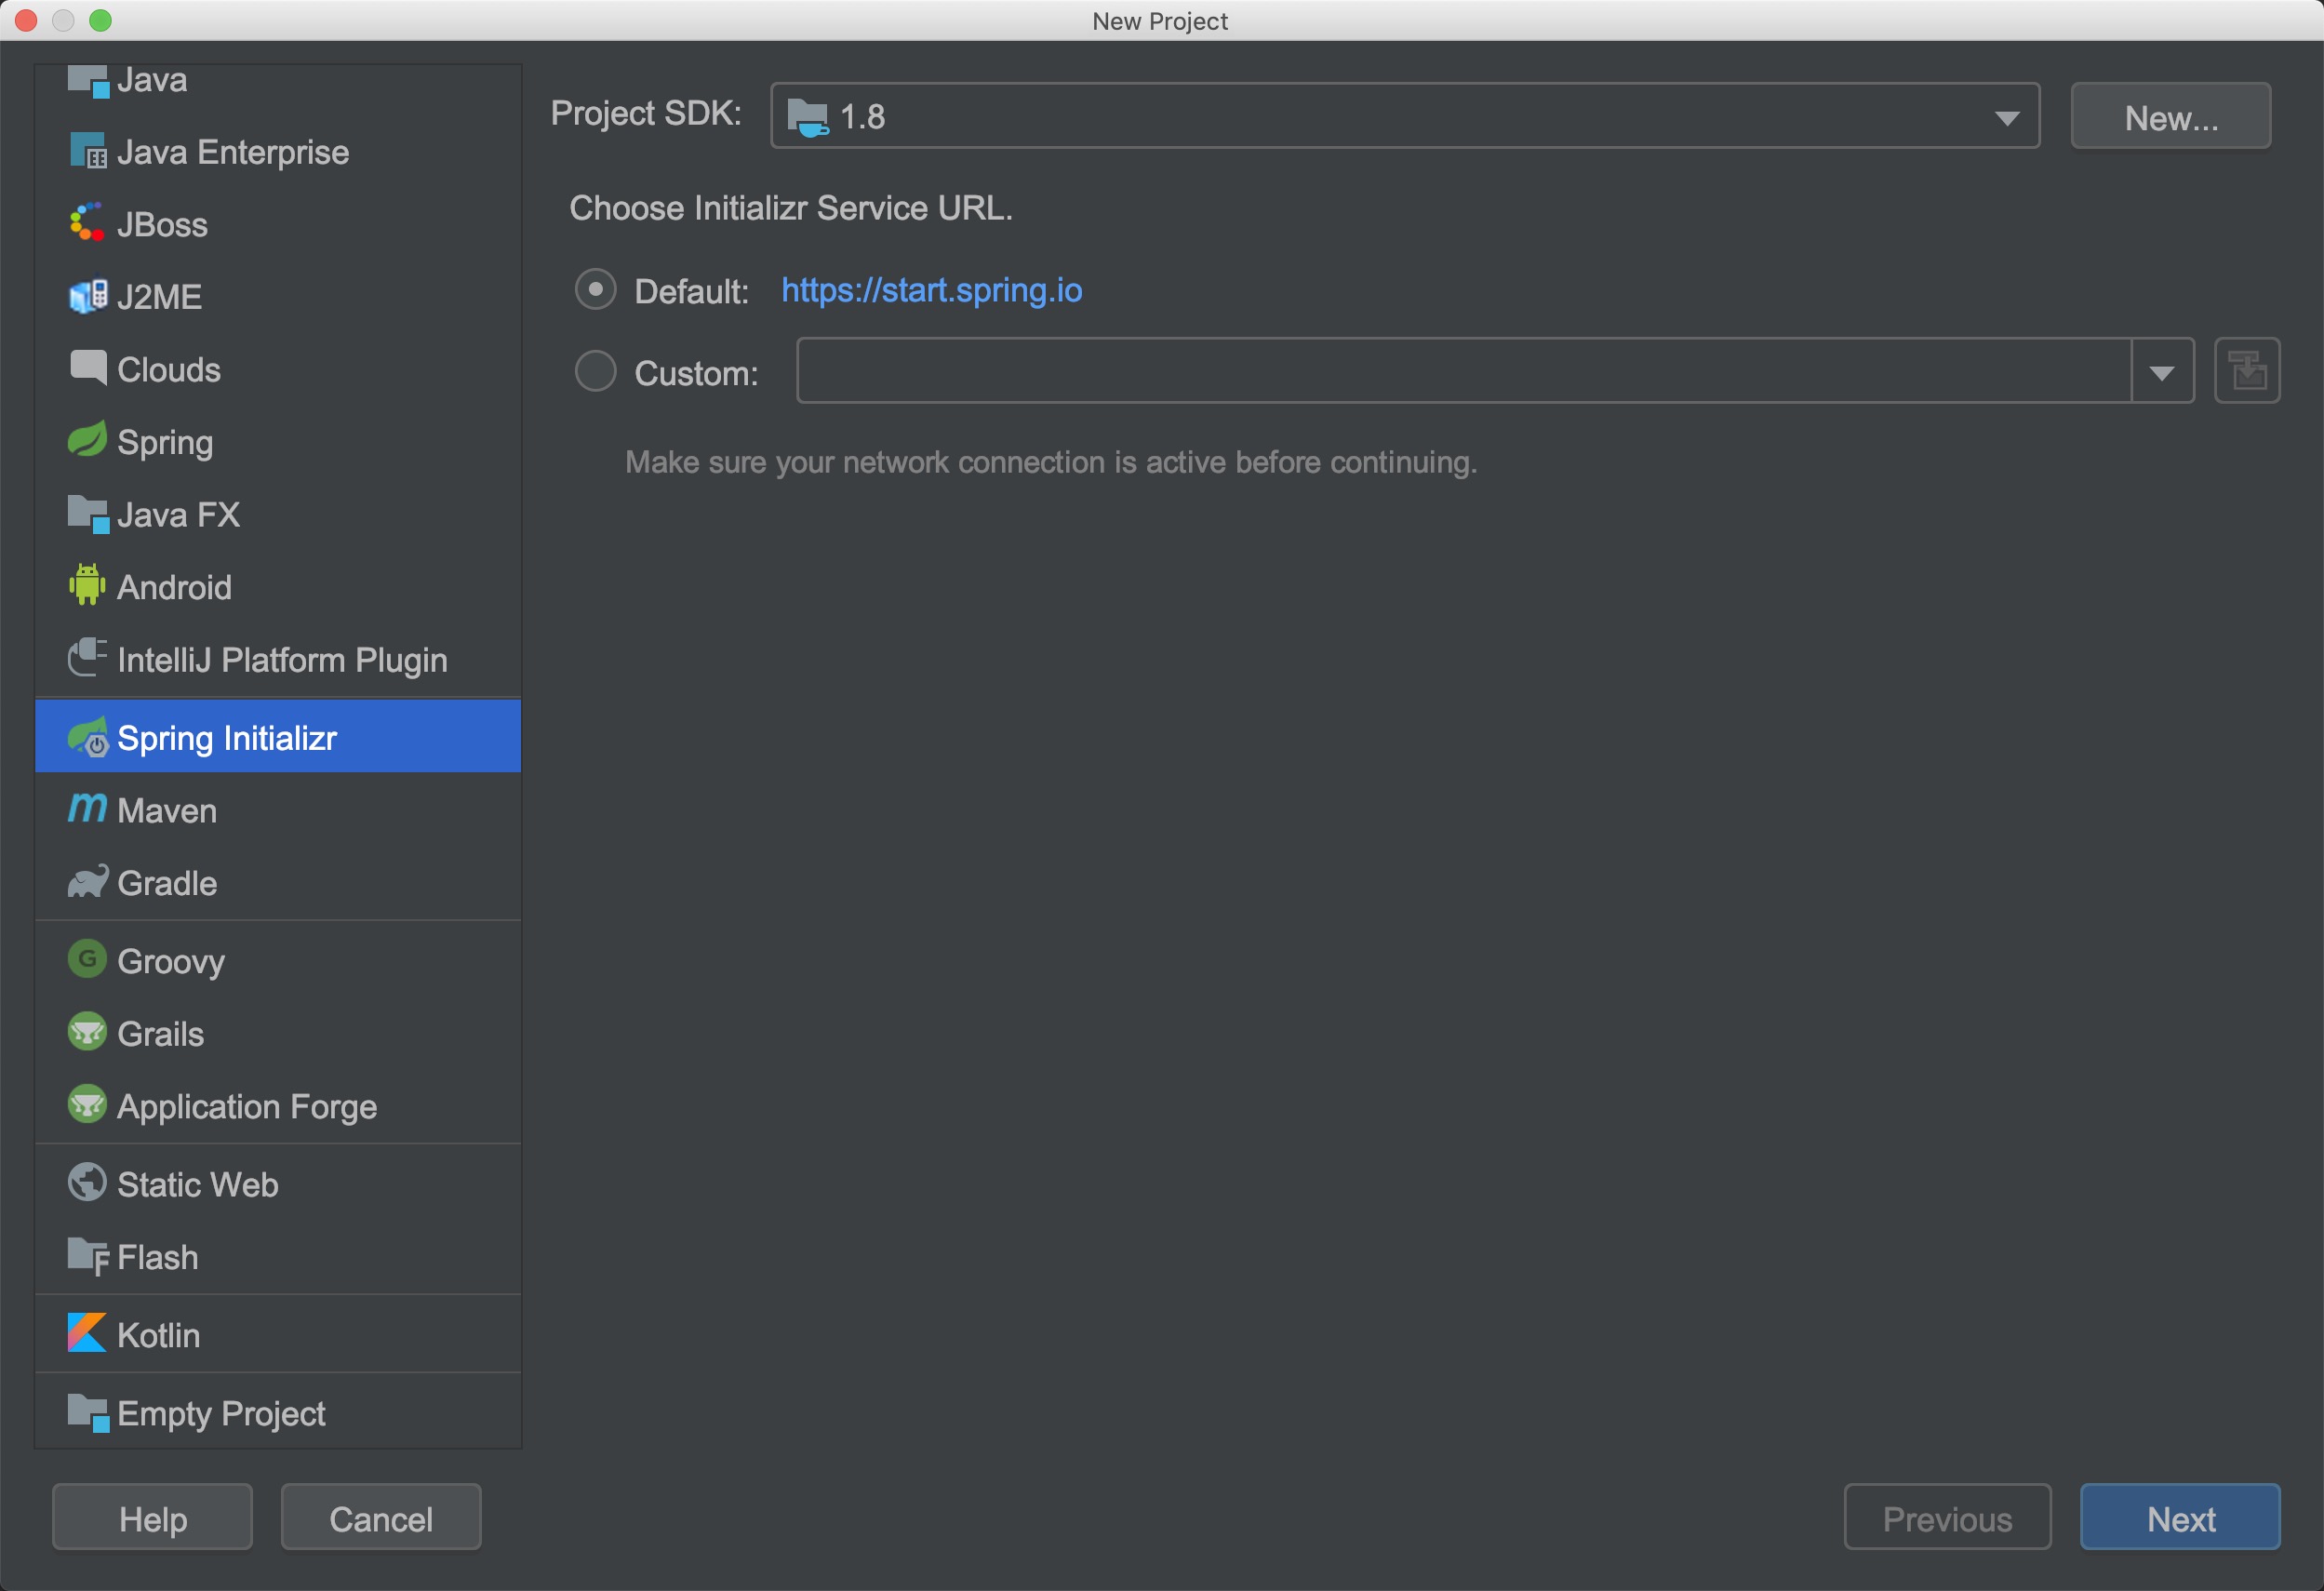 New Project
Java
Java Enterprise
JBoss
J2ME
Clouds
Spring
Java FX
Android
IntelliJ Platform Plugin
Spring Initializr
Maven
Gradle
G Groovy
Grails
Application Forge
Static Web
Flash
Kotlin
Empty Project
Project SDK: 1.8 New...
Choose Initializr Service URL.
Default: https://start.spring.io
Custom:
Make sure your network connection is active before continuing.
Help Cancel Previous Next